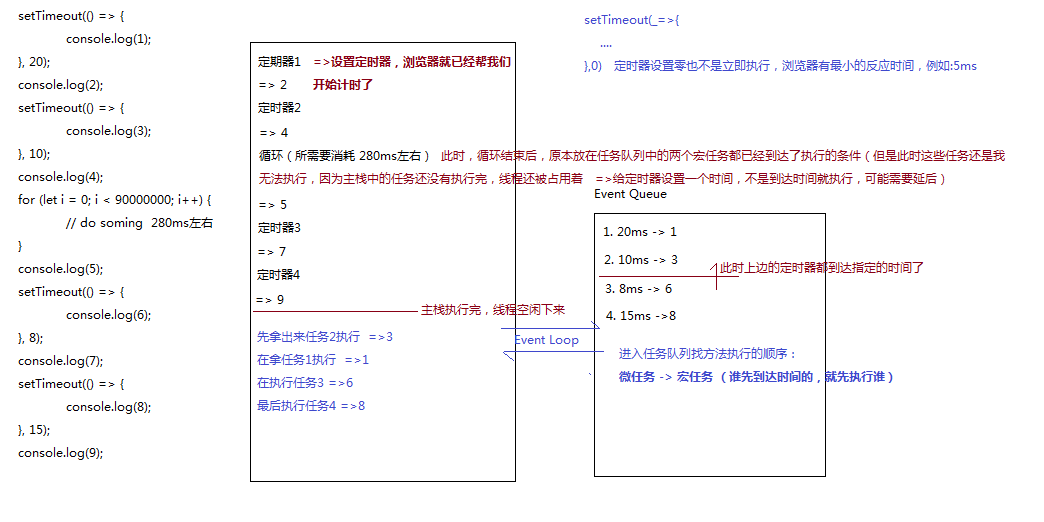 setTimeout(() => {
console.log(1);
}, 20);
console.log(2);
setTimeout(() => {
console.log(3);
}, 10);
console.log(4);
for (let i = 0; i < 90000000; i++) {
// do soming  280ms左右
}
console.log(5);
setTimeout(() => {
console.log(6);
}, 8);
console.log(7);
setTimeout(() => {
console.log(8);
}, 15);
console.log(9);
定期器1  =>设置定时器，浏览器就已经帮我们
=> 2  开始计时了
定时器2
=> 4
循环（所需要消耗 280ms左右） 此时，循环结束后，原本放在任务队列中的两个宏任务都已经到达了执行的条件（但是此时这些任务还是我
无法执行，因为主栈中的任务还没有执行完，线程还被占用着  =>给定时器设置一个时间，不是到达时间就执行，可能需要延后）
=> 5
定时器3
=> 7
定时器4
=> 9
主栈执行完，线程空闲下来
先拿出来任务2执行  =>3
在拿任务1执行  =>1
在执行任务3 =>6
最后执行任务4 =>8
setTimeout(_=>{
....
},0)  定时器设置零也不是立即执行，浏览器有最小的反应时间，例如:5ms
Event Queue
1. 20ms -> 1
2. 10ms -> 3
此时上边的定时器都到达指定的时间了
3. 8ms -> 6
4. 15ms ->8
Event Loop
进入任务队列找方法执行的顺序：
微任务 -> 宏任务 （谁先到达时间的，就先执行谁）